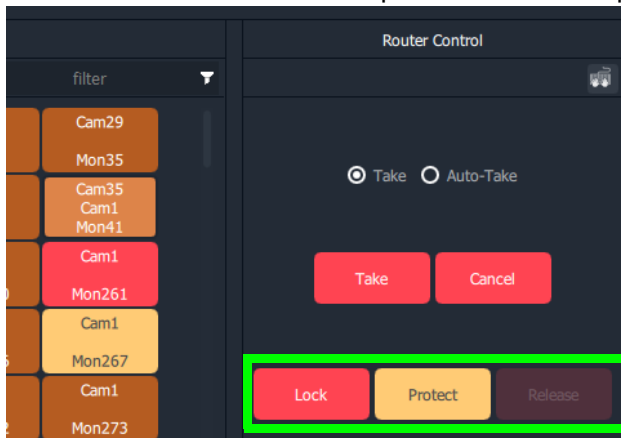 Router Control
filter
Cam29
Mon35
Cam35
Cam1
Mon41
Cam1
Mon261
Cam1
Mon267
Cam1
Mon273
Take Auto-Take
Take Cancel
Lock Protect Release